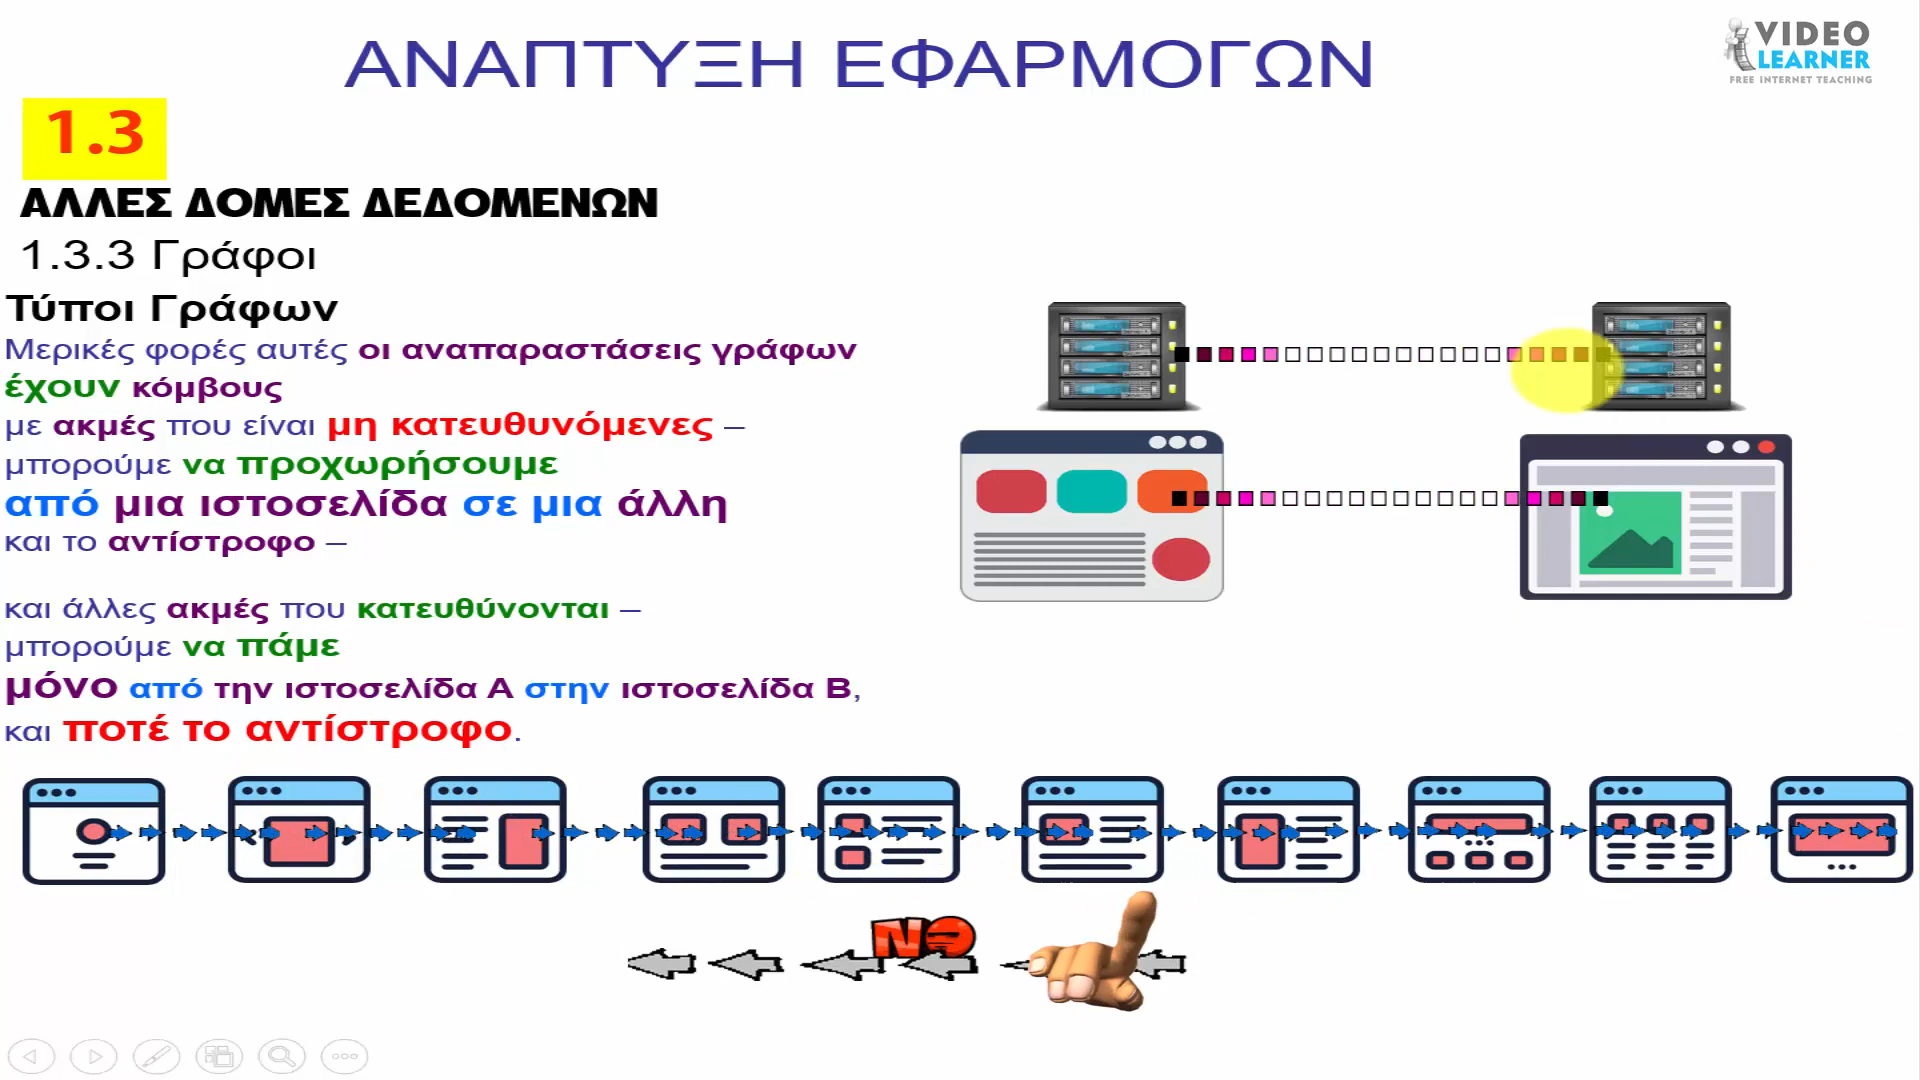 ΑΝΑΠΤΥΞΗ ΕΦΑΡΜΟΓΩΝ
VIDEO
LEARNER
FREE INTERNET TEACHING
1.3
ΑΛΛΕΣ ΔΟΜΕΣ ΔΕΔΟΜΕΝΩΝ
1.3.3 Γράφοι
Τύποι Γράφων
Μερικές φορές αυτές οι αναπαραστάσεις γράφων
έχουν κόμβους
με ακμές που είναι μη κατευθυνόμενες –
μπορούμε να προχωρήσουμε
από μια ιστοσελίδα σε μια άλλη
και το αντίστροφο –
και άλλες ακμές που κατευθύνονται –
μπορούμε να πάμε
μόνο από την ιστοσελίδα Α στην ιστοσελίδα Β,
και ποτέ το αντίστροφο.
NO